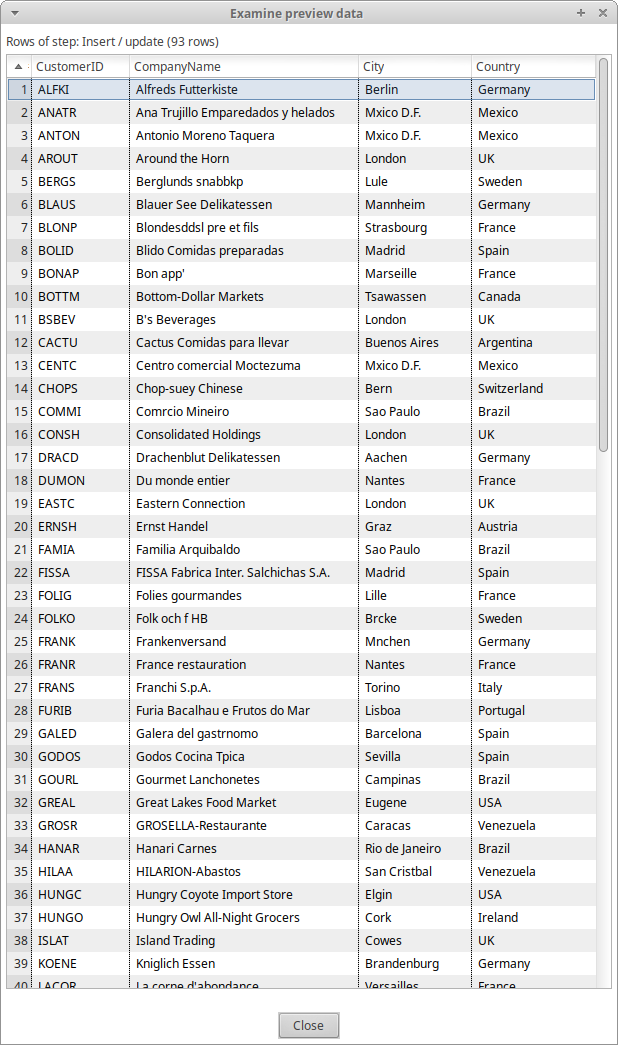 Examine preview data
Rows of step: Insert / update (93 rows)
CustomerID CompanyName City Country
1 ALFKI Alfreds Futterkiste Berlin Germany
2 ANATR Ana Trujillo Emparedados y helados Mxico D.F. Mexico
3 ANTON Antonio Moreno Taquera Mxico D.F. Mexico
4 AROUT Around the Horn London UK
5 BERGS Berglunds snabbkp Lule Sweden
6 BLAUS Blauer See Delikatessen Mannheim Germany
7 BLONP Blondesddsl pre et fils Strasbourg France
8 BOLID Blido Comidas preparadas Madrid Spain
9 BONAP Bon app' Marseille France
10 BOTTM Bottom-Dollar Markets Tsawassen Canada
11 BSBEV B's Beverages London UK
12 CACTU Cactus Comidas para llevar Buenos Aires Argentina
13 CENTC Centro comercial Moctezuma Mxico D.F. Mexico
14 CHOPS Chop-suey Chinese Bern Switzerland
15 COMMI Comrcio Mineiro Sao Paulo Brazil
16 CONSH Consolidated Holdings London UK
17 DRACD Drachenblut Delikatessen Aachen Germany
18 DUMON Du monde entier Nantes France
19 EASTC Eastern Connection London UK
20 ERNSH Ernst Handel Graz Austria
21 FAMIA Familia Arquibaldo Sao Paulo Brazil
22 FISSA FISSA Fabrica Inter. Salchichas S.A. Madrid Spain
23 FOLIG Folies gourmandes Lille France
24 FOLKO Folk och f HB Brcke Sweden
25 FRANK Frankenversand Mnchen Germany
26 FRANR France restauration Nantes France
27 FRANS Franchi S.p.A. Torino Italy
28 FURIB Furia Bacalhau e Frutos do Mar Lisboa Portugal
29 GALED Galera del gastrnomo Barcelona Spain
30 GODOS Godos Cocina Tpica Sevilla Spain
31 GOURL Gourmet Lanchonetes Campinas Brazil
32 GREAL Great Lakes Food Market Eugene USA
33 GROSR GROSELLA-Restaurante Caracas Venezuela
34 HANAR Hanari Carnes Rio de Janeiro Brazil
35 HILAA HILARION-Abastos San Cristbal Venezuela
36 HUNGC Hungry Coyote Import Store Elgin USA
37 HUNGO Hungry Owl All-Night Grocers Cork Ireland
38 ISLAT Island Trading Cowes UK
39 KOENE Kniglich Essen Brandenburg Germany
40 LACOR La corne d'abondance Versailles France
Close